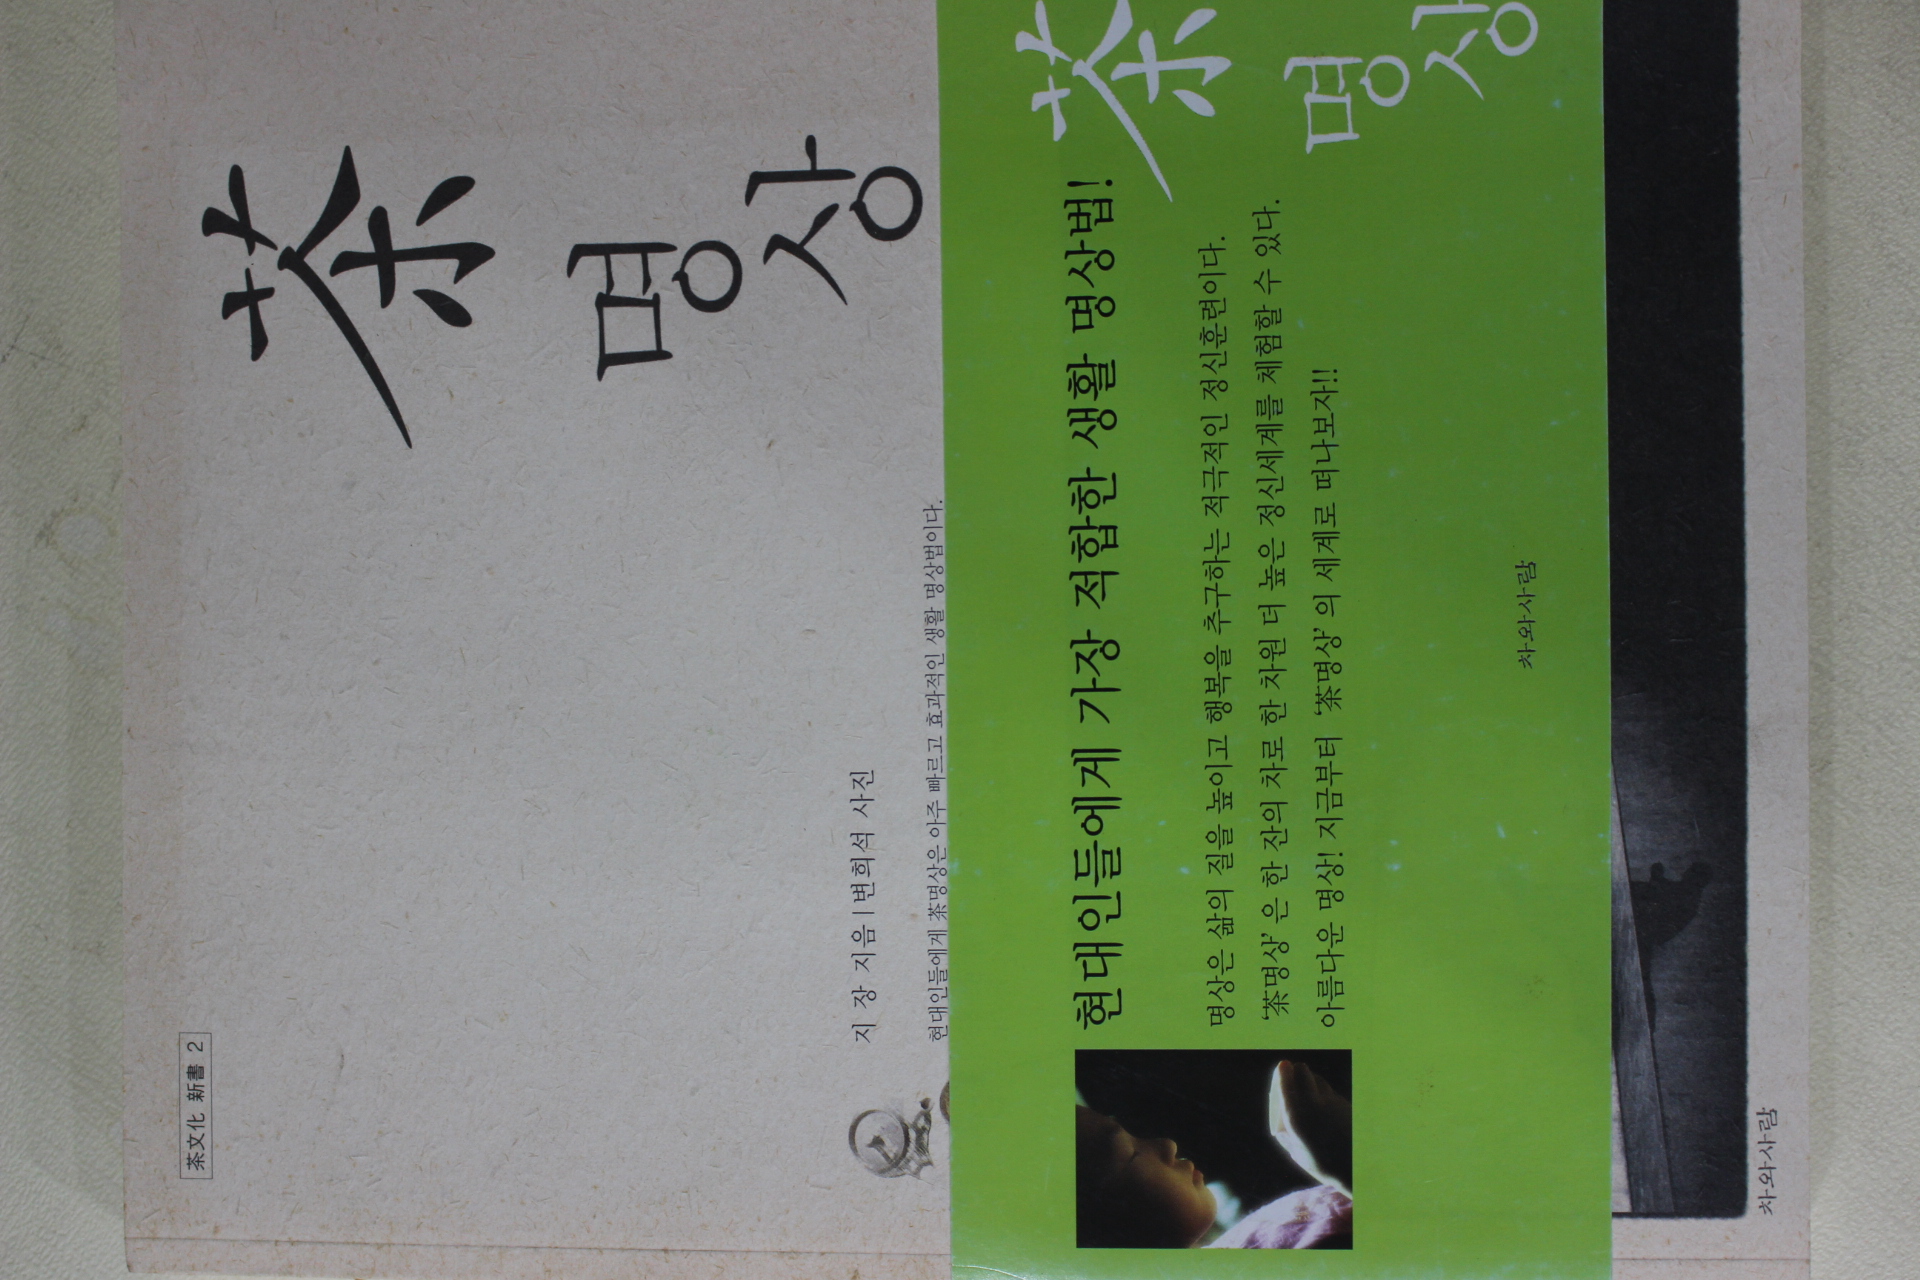 茶文化 新書 2
茶
명
상
지 장 지음 | 변희석 사진
현대인들에게 茶명상은 아주 빠르고 효과적인 생활 명상법이다.
茶
명
상
현대인들에게 가장 적합한 생활 명상법!
명상은 삶의 질을 높이고 행복을 추구하는 적극적인 정신훈련이다.
‘茶명상’은 한 잔의 차로 한 차원 더 높은 정신세계를 체험할 수 있다.
아름다운 명상! 지금부터 ‘茶명상’의 세계로 떠나보자!!
차와사람
차와사람